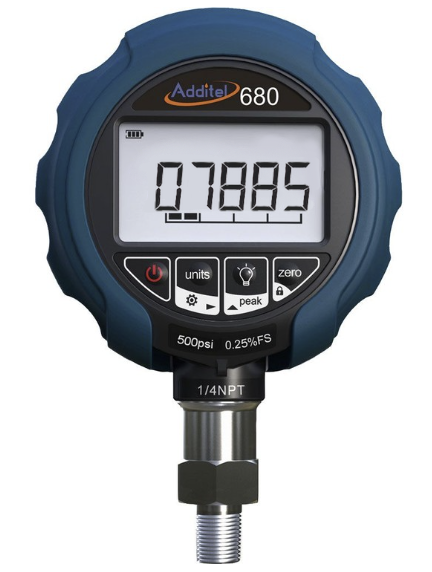 Additel 680
07885
units
zero
peak
500psi 0.25%FS
1/4NPT